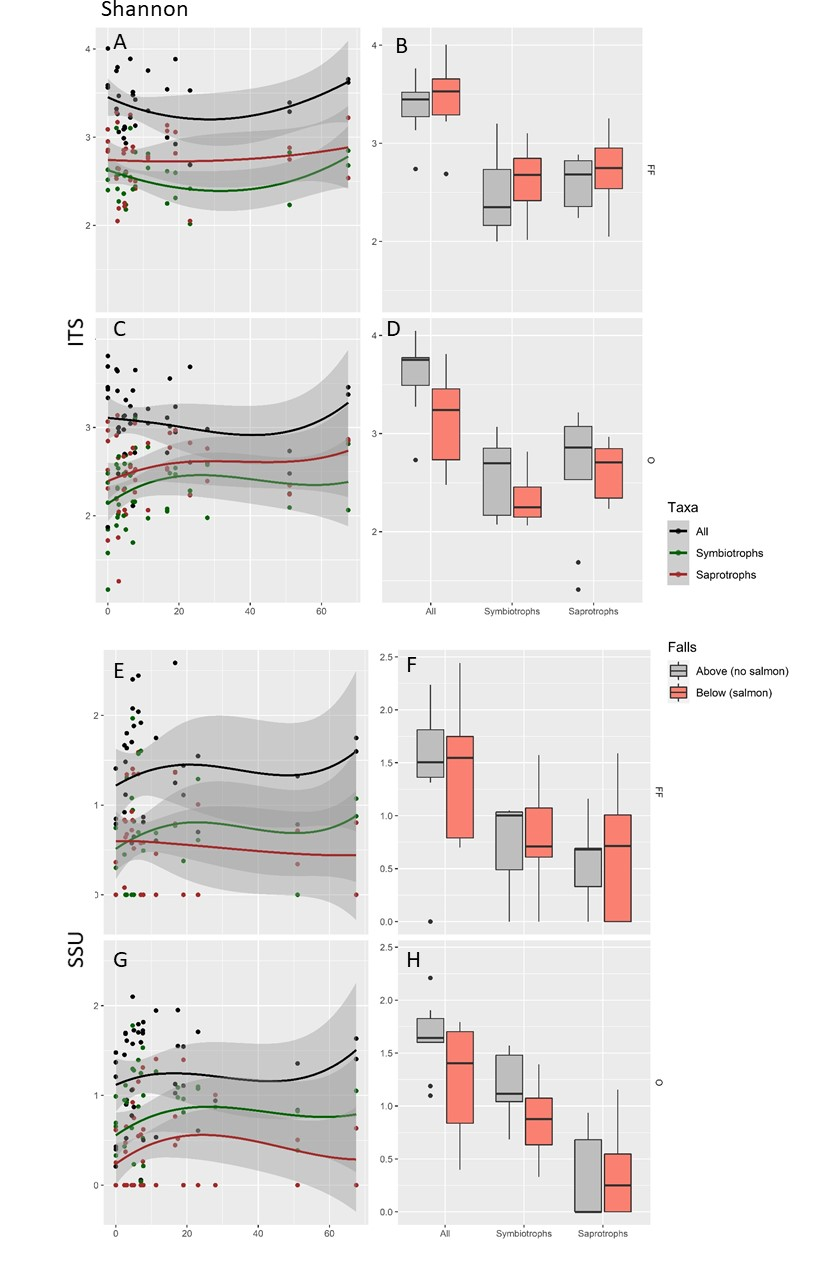 Shannon
A
4
3
2
B
4
3
2
FF
ITS
C
3
2
0 20 40 60
D
4
3
2
All Symbiotrophs Saprotrophs
O
Taxa
All
Symbiotrophs
Saprotrophs
Falls
Above (no salmon)
Below (salmon)
E
2
1
0
F
2.5
2.0
1.5
1.0
0.5
0.0
FF
SSU
G
2
1
0
0 20 40 60
H
2.5
2.0
1.5
1.0
0.5
0.0
All Symbiotrophs Saprotrophs
O